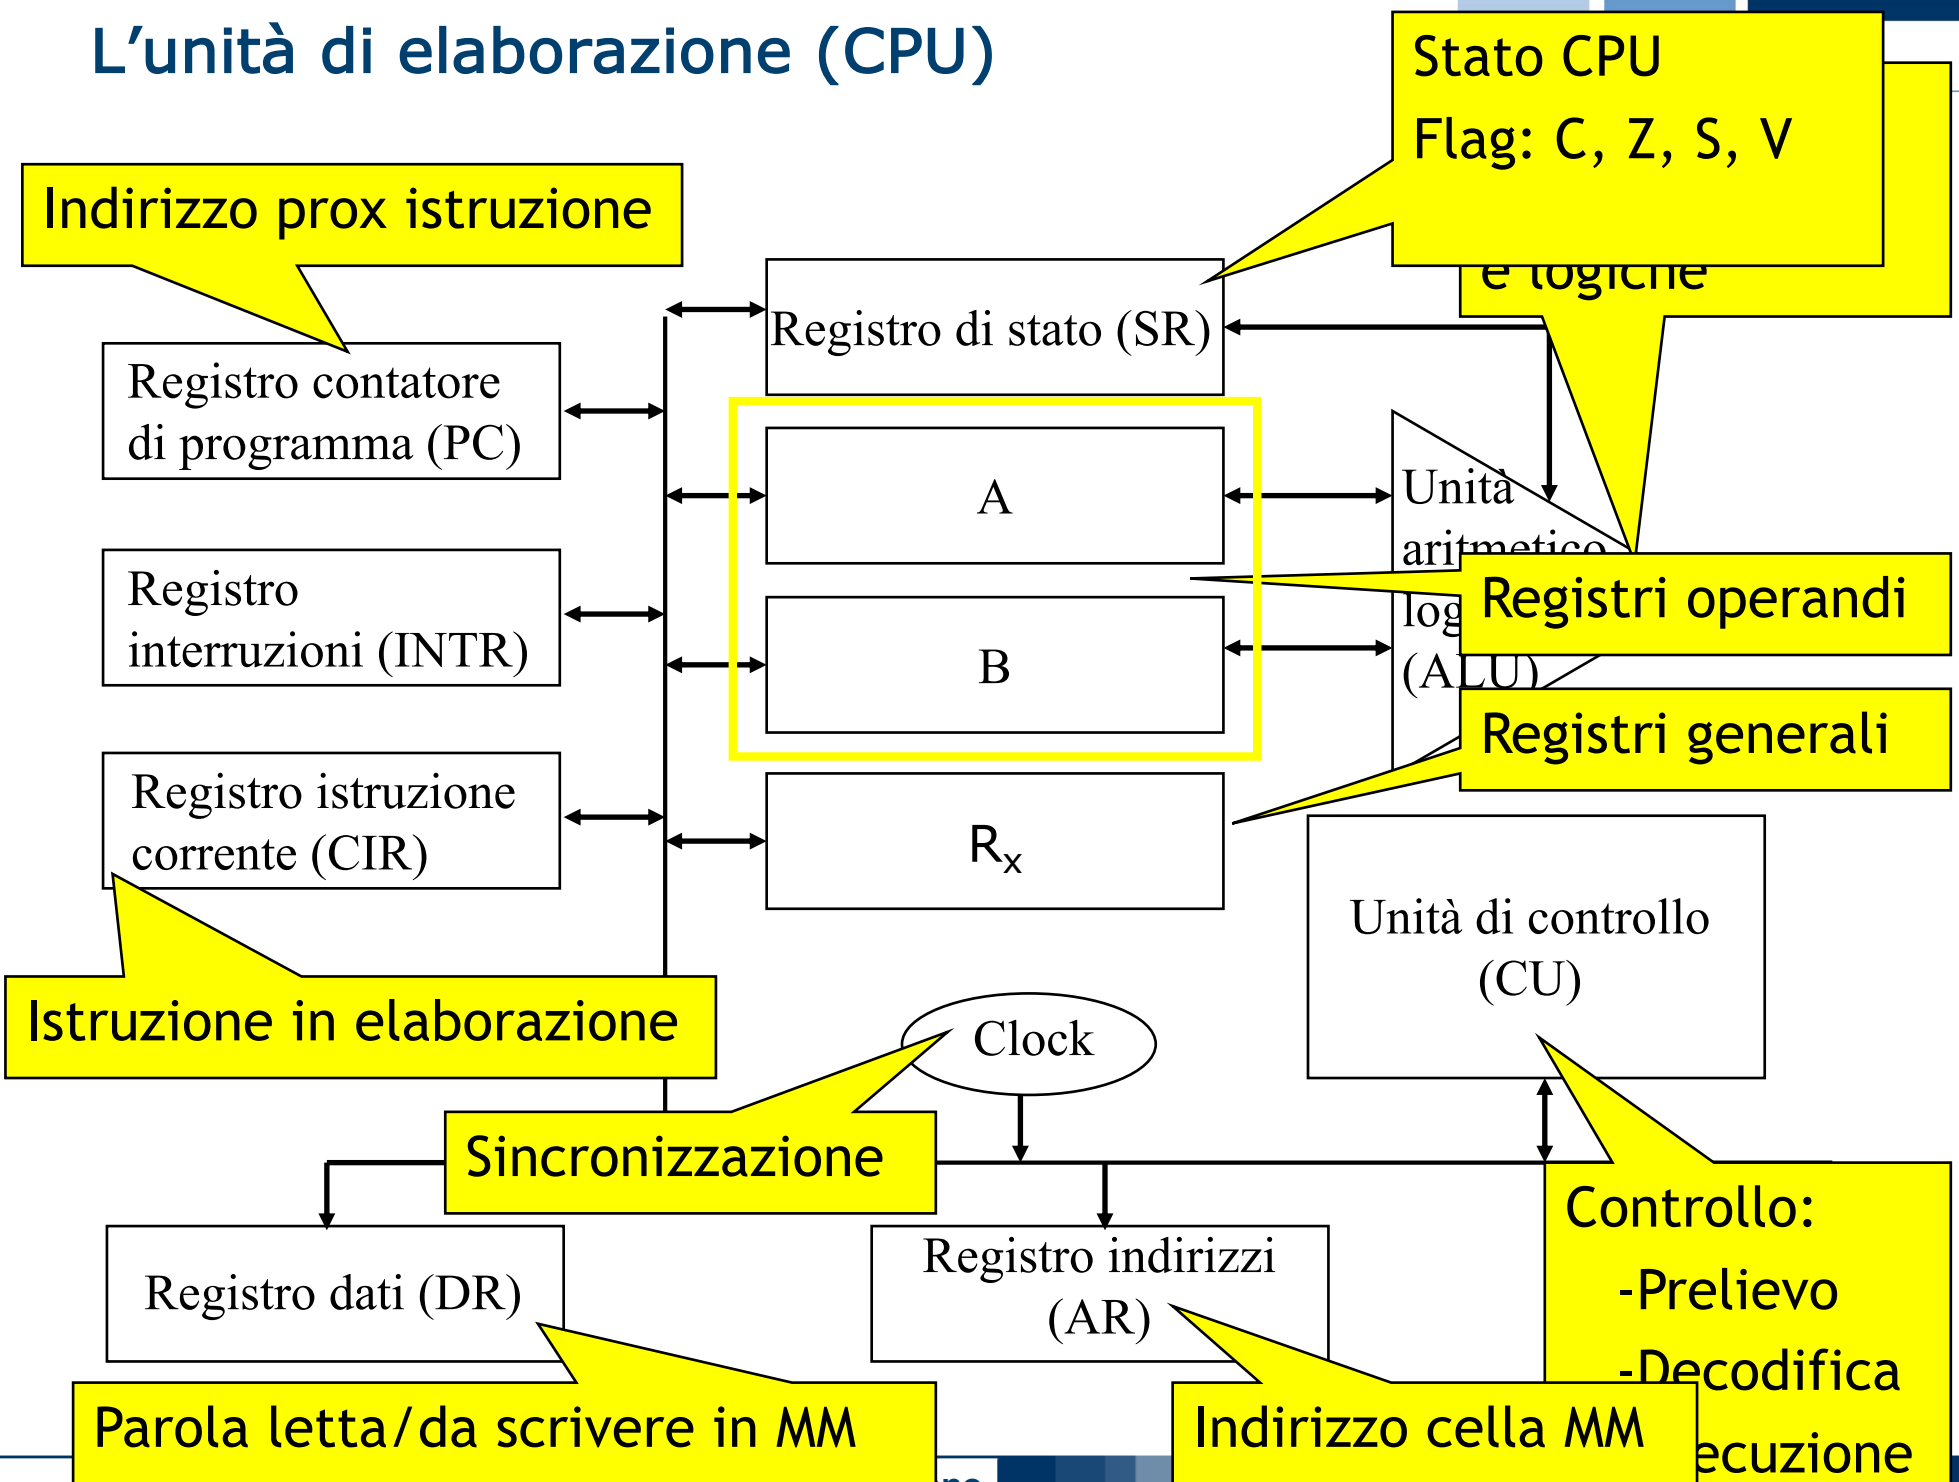 L'unità di elaborazione (CPU)
Stato CPU
Flag: C, Z, S, V
e logiche
Indirizzo prox istruzione
Registro di stato (SR)
Registro contatore
di programma (PC)
A
Unità
aritmetico
log
(ALU)
Registri operandi
Registro
interruzioni (INTR)
B
Registri generali
Registro istruzione
corrente (CIR)
Rx
Unità di controllo
(CU)
Istruzione in elaborazione
Clock
Sincronizzazione
Controllo:
-Prelievo
-Decodifica
ecuzione
Registro dati (DR)
Registro indirizzi
(AR)
Parola letta/da scrivere in MM
Indirizzo cella MM